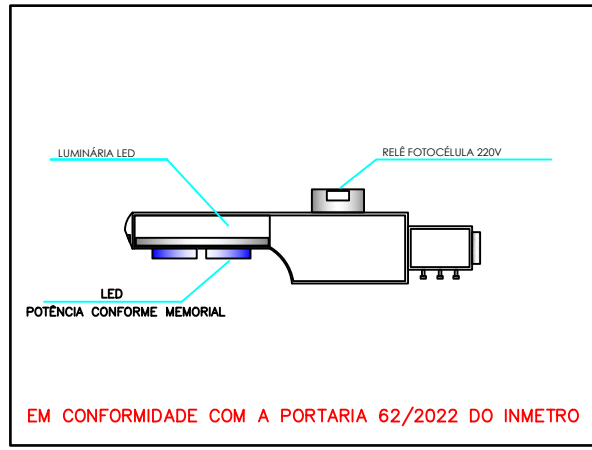 LUMINÁRIA LED
RELÊ FOTOCÉLULA 220V
LED
POTÊNCIA CONFORME MEMORIAL
EM CONFORMIDADE COM A PORTARIA 62/2022 DO INMETRO